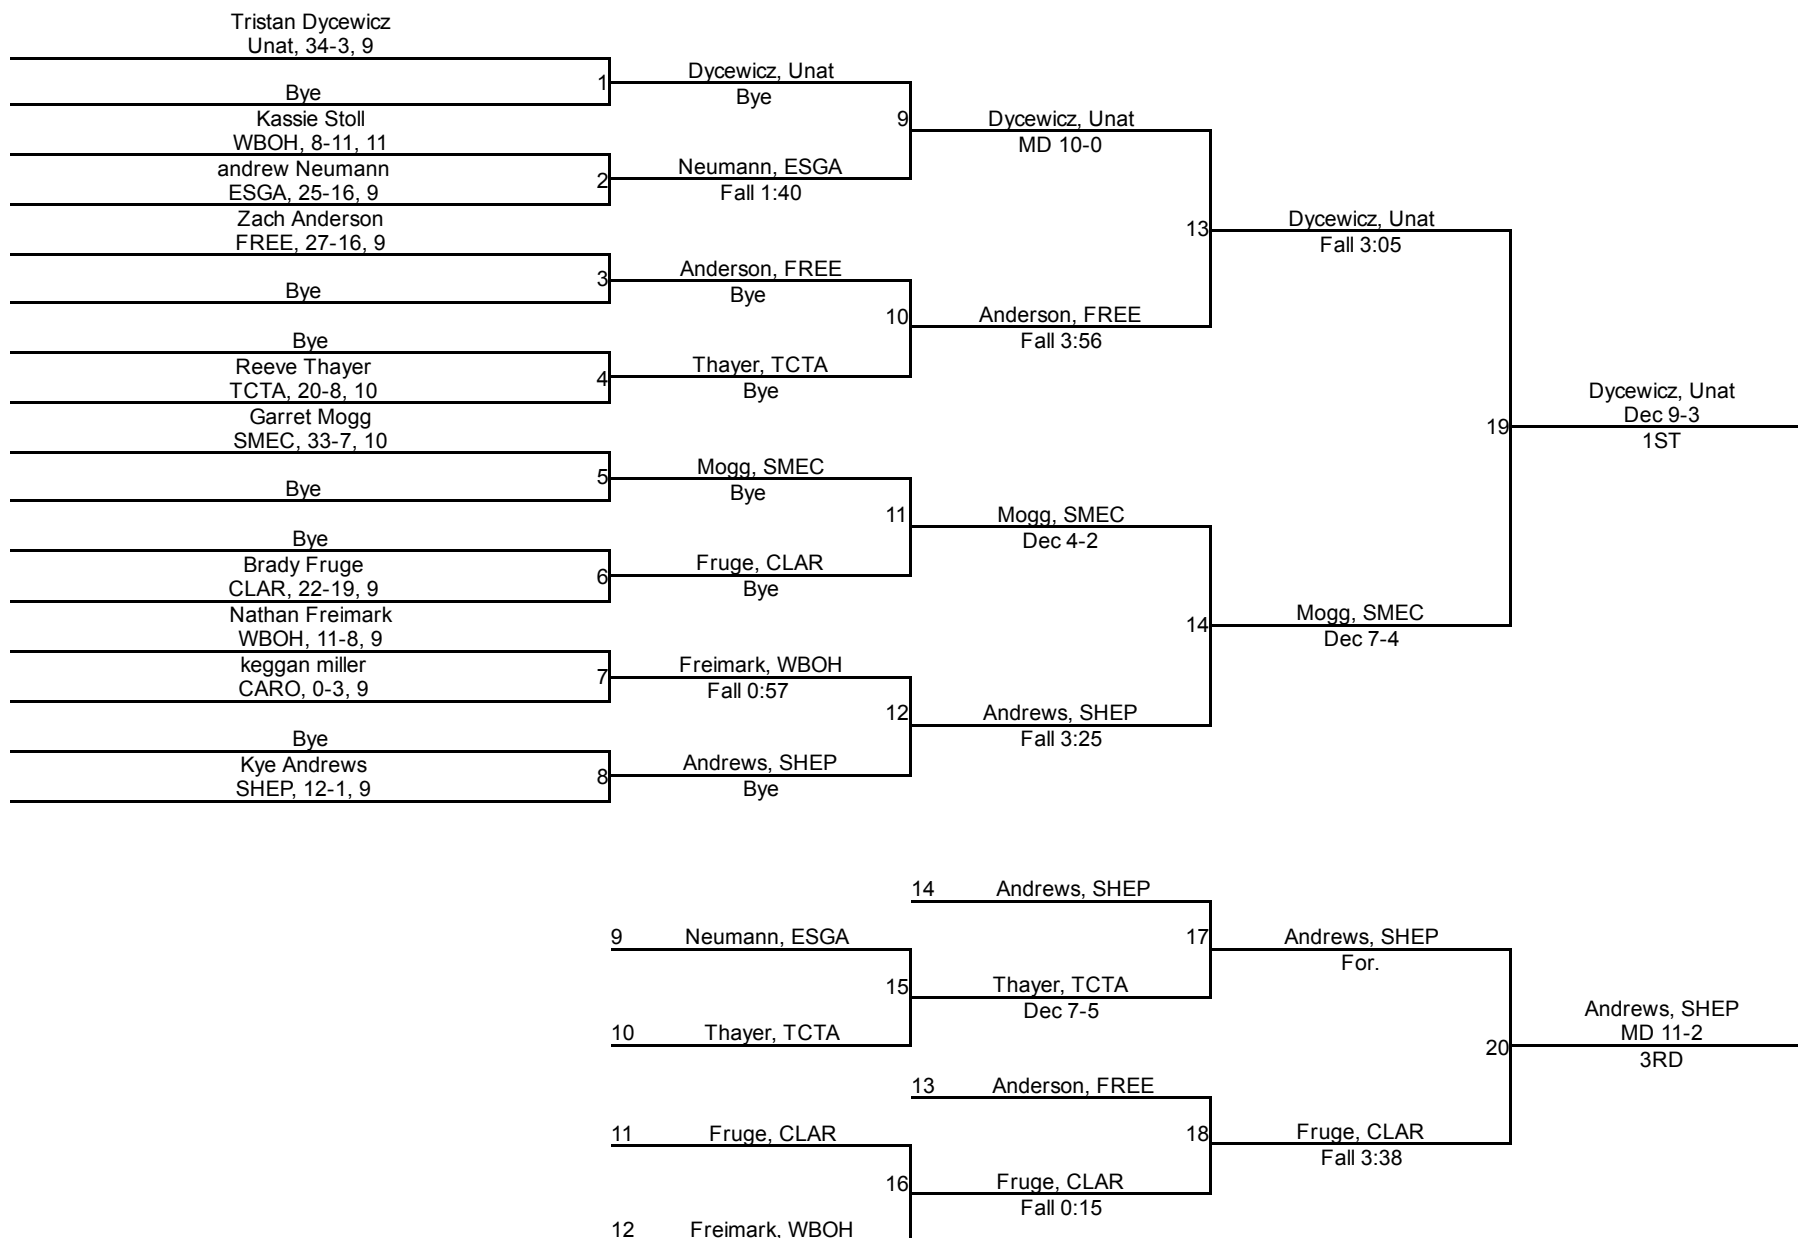 Tristan Dycewicz
Unat, 34-3, 9
Bye
1
Kassie Stoll
WBOH, 8-11, 11
andrew Neumann
ESGA, 25-16, 9
2
Zach Anderson
FREE, 27-16, 9
Bye
3
Bye
Reeve Thayer
TCTA, 20-8, 10
4
Garret Mogg
SMEC, 33-7, 10
Bye
5
Bye
Brady Fruge
CLAR, 22-19, 9
6
Nathan Freimark
WBOH, 11-8, 9
keggan miller
CARO, 0-3, 9
7
Bye
Kye Andrews
SHEP, 12-1, 9
8
Dycewicz, Unat
Bye
9
Neumann, ESGA
Fall 1:40
Anderson, FREE
Bye
10
Thayer, TCTA
Bye
Mogg, SMEC
Bye
11
Fruge, CLAR
Bye
Freimark, WBOH
Fall 0:57
12
Andrews, SHEP
Bye
Dycewicz, Unat
MD 10-0
13
Anderson, FREE
Fall 3:56
Mogg, SMEC
Dec 4-2
14
Andrews, SHEP
Fall 3:25
Dycewicz, Unat
Fall 3:05
19
Mogg, SMEC
Dec 7-4
Dycewicz, Unat
Dec 9-3
1ST
14 Andrews, SHEP
9 Neumann, ESGA
15
10 Thayer, TCTA
Thayer, TCTA
Dec 7-5
17
13 Anderson, FREE
11 Fruge, CLAR
16
12 Freimark, WBOH
Fruge, CLAR
Fall 0:15
18
Andrews, SHEP
For.
20
Fruge, CLAR
Fall 3:38
Andrews, SHEP
MD 11-2
3RD